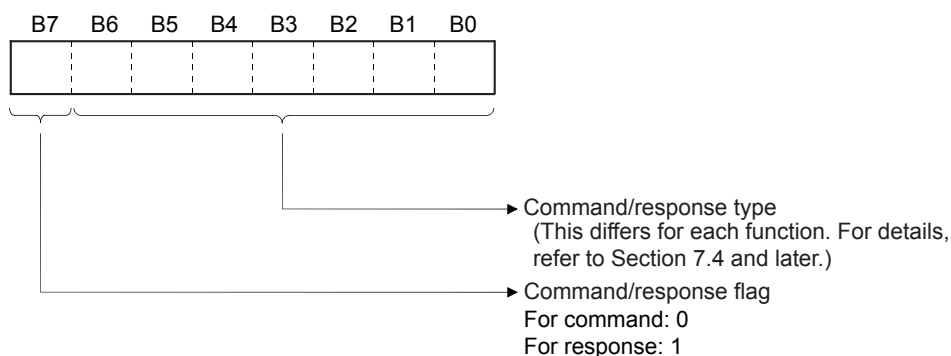 B7 B6 B5 B4 B3 B2 B1 B0
Command/response type
(This differs for each function. For details,
refer to Section 7.4 and later.)
Command/response flag
For command: 0
For response: 1